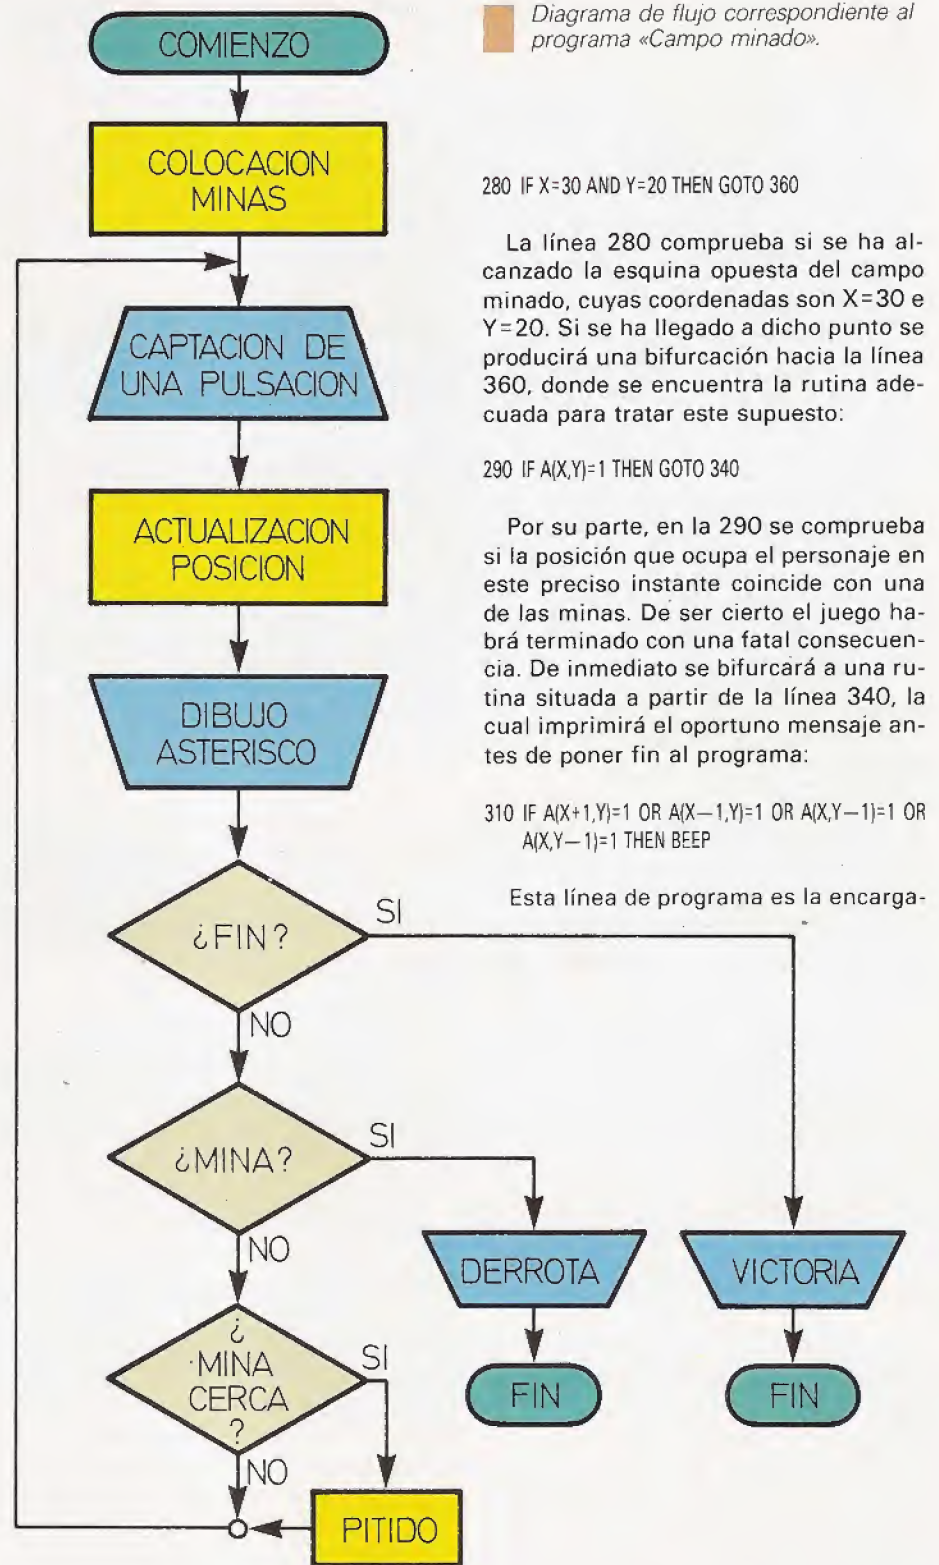 COMIENZO
COLOCACION
MINAS
CAPTACION DE
UNA PULSACION
ACTUALIZACION
POSICION
DIBUJO
ASTERISCO
¿FIN?
SI
NO
¿MINA?
SI
NO
DERROTA
VICTORIA
FIN
FIN
¿
MINA
CERCA
?
SI
NO
PITIDO
Diagrama de flujo correspondiente al
programa «Campo minado».
280 IF X=30 AND Y=20 THEN GOTO 360
La línea 280 comprueba si se ha al-
canzado la esquina opuesta del campo
minado, cuyas coordenadas son X=30 e
Y=20. Si se ha llegado a dicho punto se
producirá una bifurcación hacia la línea
360, donde se encuentra la rutina ade-
cuada para tratar este supuesto:
290 IF A(X,Y)=1 THEN GOTO 340
Por su parte, en la 290 se comprueba
si la posición que ocupa el personaje en
este preciso instante coincide con una
de las minas. De ser cierto el juego ha-
brá terminado con una fatal consecuen-
cia. De inmediato se bifurcará a una ru-
tina situada a partir de la línea 340, la
cual imprimirá el oportuno mensaje an-
tes de poner fin al programa:
310 IF A(X+1,Y)=1 OR A(X—1,Y)=1 OR A(X,Y—1)=1 OR
A(X,Y—1)=1 THEN BEEP
Esta línea de programa es la encarga-